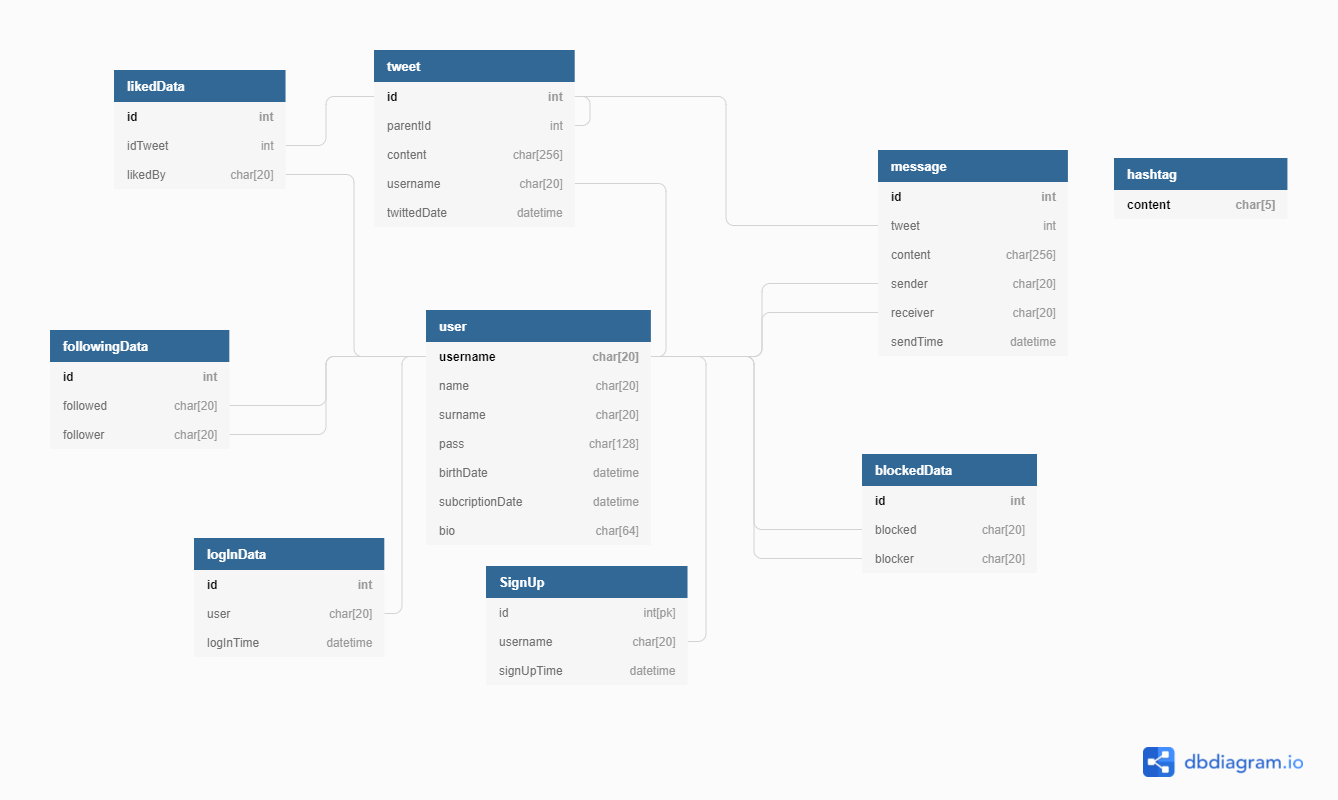 likedData
id int
idTweet int
likedBy char[20]
tweet
id int
parentId int
content char[256]
username char[20]
twittedDate datetime
message
id int
tweet int
content char[256]
sender char[20]
receiver char[20]
sendTime datetime
hashtag
content char[5]
followingData
id int
followed char[20]
follower char[20]
user
username char[20]
name char[20]
surname char[20]
pass char[128]
birthDate datetime
subcriptionDate datetime
bio char[64]
blockedData
id int
blocked char[20]
blocker char[20]
logInData
id int
user char[20]
logInTime datetime
SignUp
id int[pk]
username char[20]
signUpTime datetime
dbdiagram.io